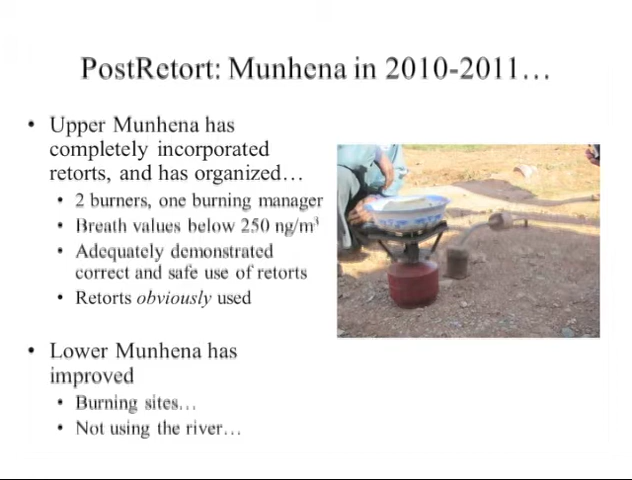 PostRetort: Munhena in 2010-2011…
• Upper Munhena has
completely incorporated
retorts, and has organized…
• 2 burners, one burning manager
• Breath values below 250 ng/m³
• Adequately demonstrated
correct and safe use of retorts
• Retorts obviously used
• Lower Munhena has
improved
• Burning sites…
• Not using the river…